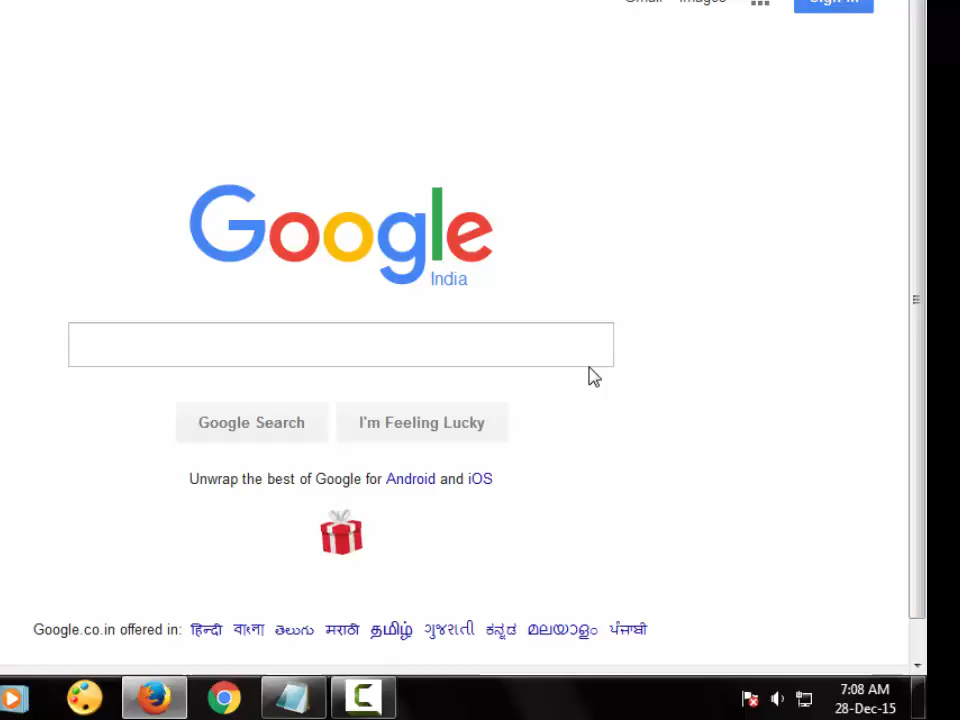 Gmail Images Sign in
Google
India
Google Search I'm Feeling Lucky
Unwrap the best of Google for Android and iOS
Google.co.in offered in: हिन्दी বাংলা తెలుగు मराठी தமிழ் ગુજરાતી ಕನ್ನಡ മലയാളം ਪੰਜਾਬੀ
7:08 AM
28-Dec-15